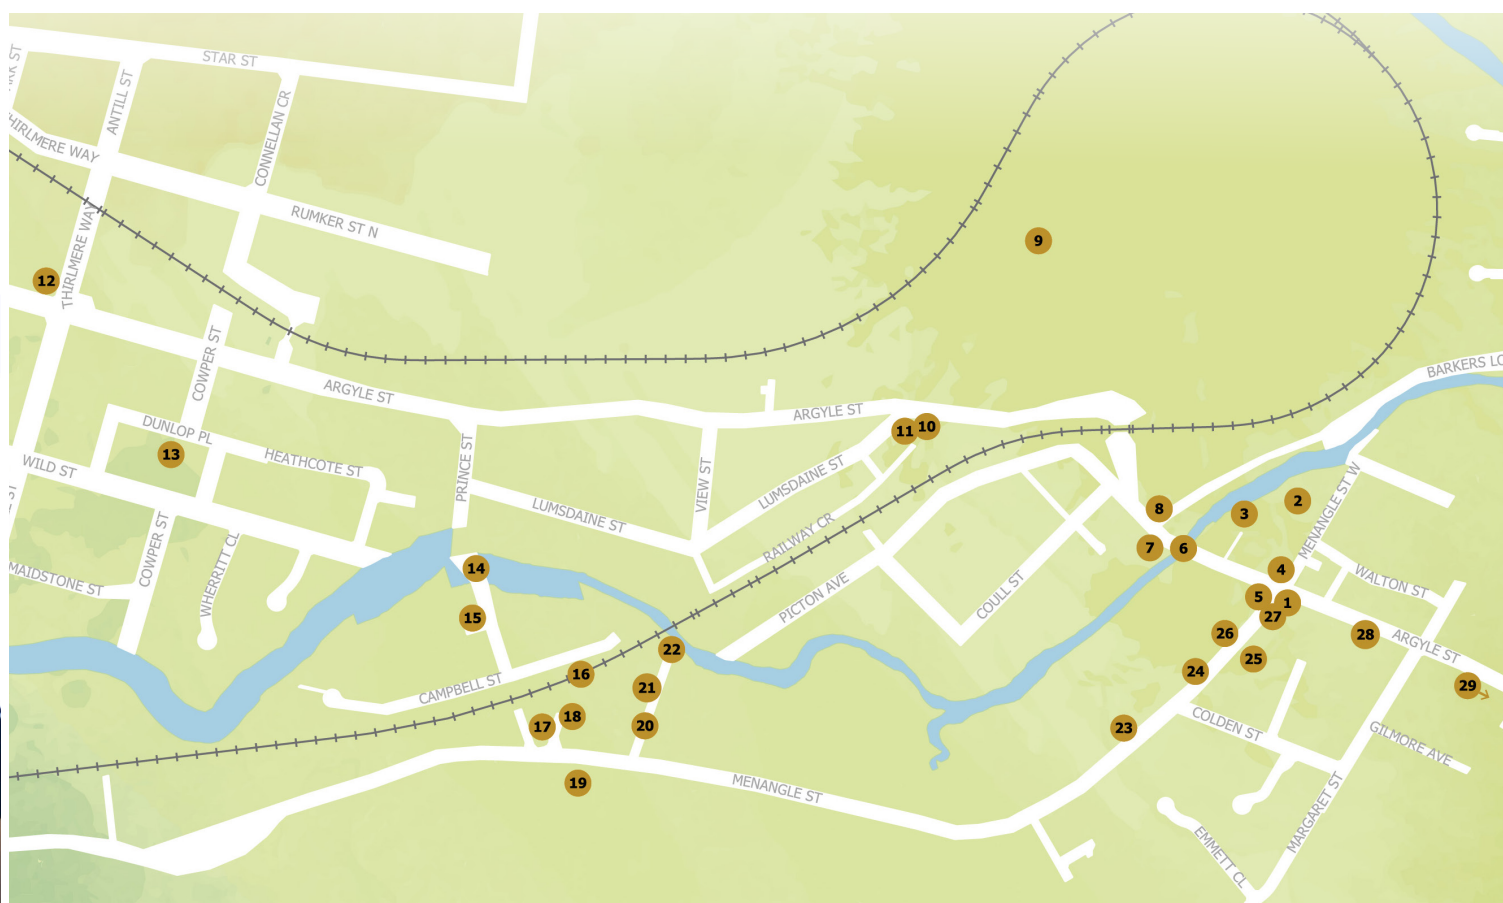 STAR ST
ANTILL ST
CONNELLAN CR
THIRLMERE WAY
RUMKER ST N
9
12
THIRLMERE WAY
COWPER ST
ARGYLE ST
BARKERS LO
ARGYLE ST
11
10
DUNLOP PL
13
HEATHCOTE ST
WILD ST
PRINCE ST
VIEW ST
LUMSDAINE ST
LUMSDAINE ST
RAILWAY CR
8
3
2
MENANGLE ST W
7
6
COWPER ST
WHERRITT CL
MAIDSTONE ST
14
15
PICTON AVE
COULL ST
4
WALTON ST
5
1
27
26
28
ARGYLE ST
22
25
24
16
CAMPBELL ST
21
29
17
18
20
23
COLDEN ST
GILMORE AVE
19
MENANGLE ST
MARGARET ST
EMMETT CL